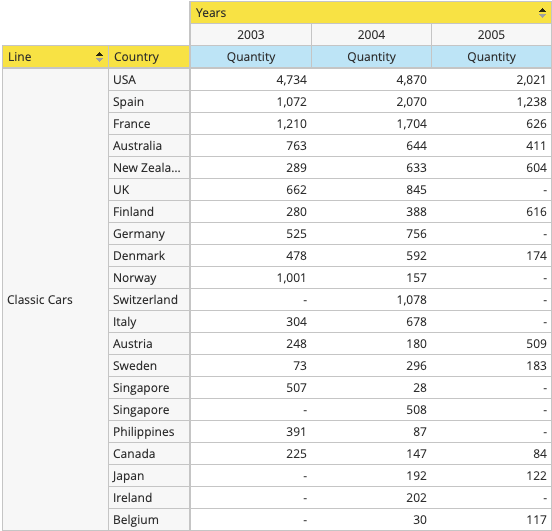 Years
2003 2004 2005
Line Country Quantity Quantity Quantity
USA 4,734 4,870 2,021
Spain 1,072 2,070 1,238
France 1,210 1,704 626
Australia 763 644 411
New Zeala... 289 633 604
UK 662 845 -
Finland 280 388 616
Germany 525 756 -
Denmark 478 592 174
Norway 1,001 157 -
Classic Cars Switzerland - 1,078 -
Italy 304 678 -
Austria 248 180 509
Sweden 73 296 183
Singapore 507 28 -
Singapore - 508 -
Philippines 391 87 -
Canada 225 147 84
Japan - 192 122
Ireland - 202 -
Belgium - 30 117